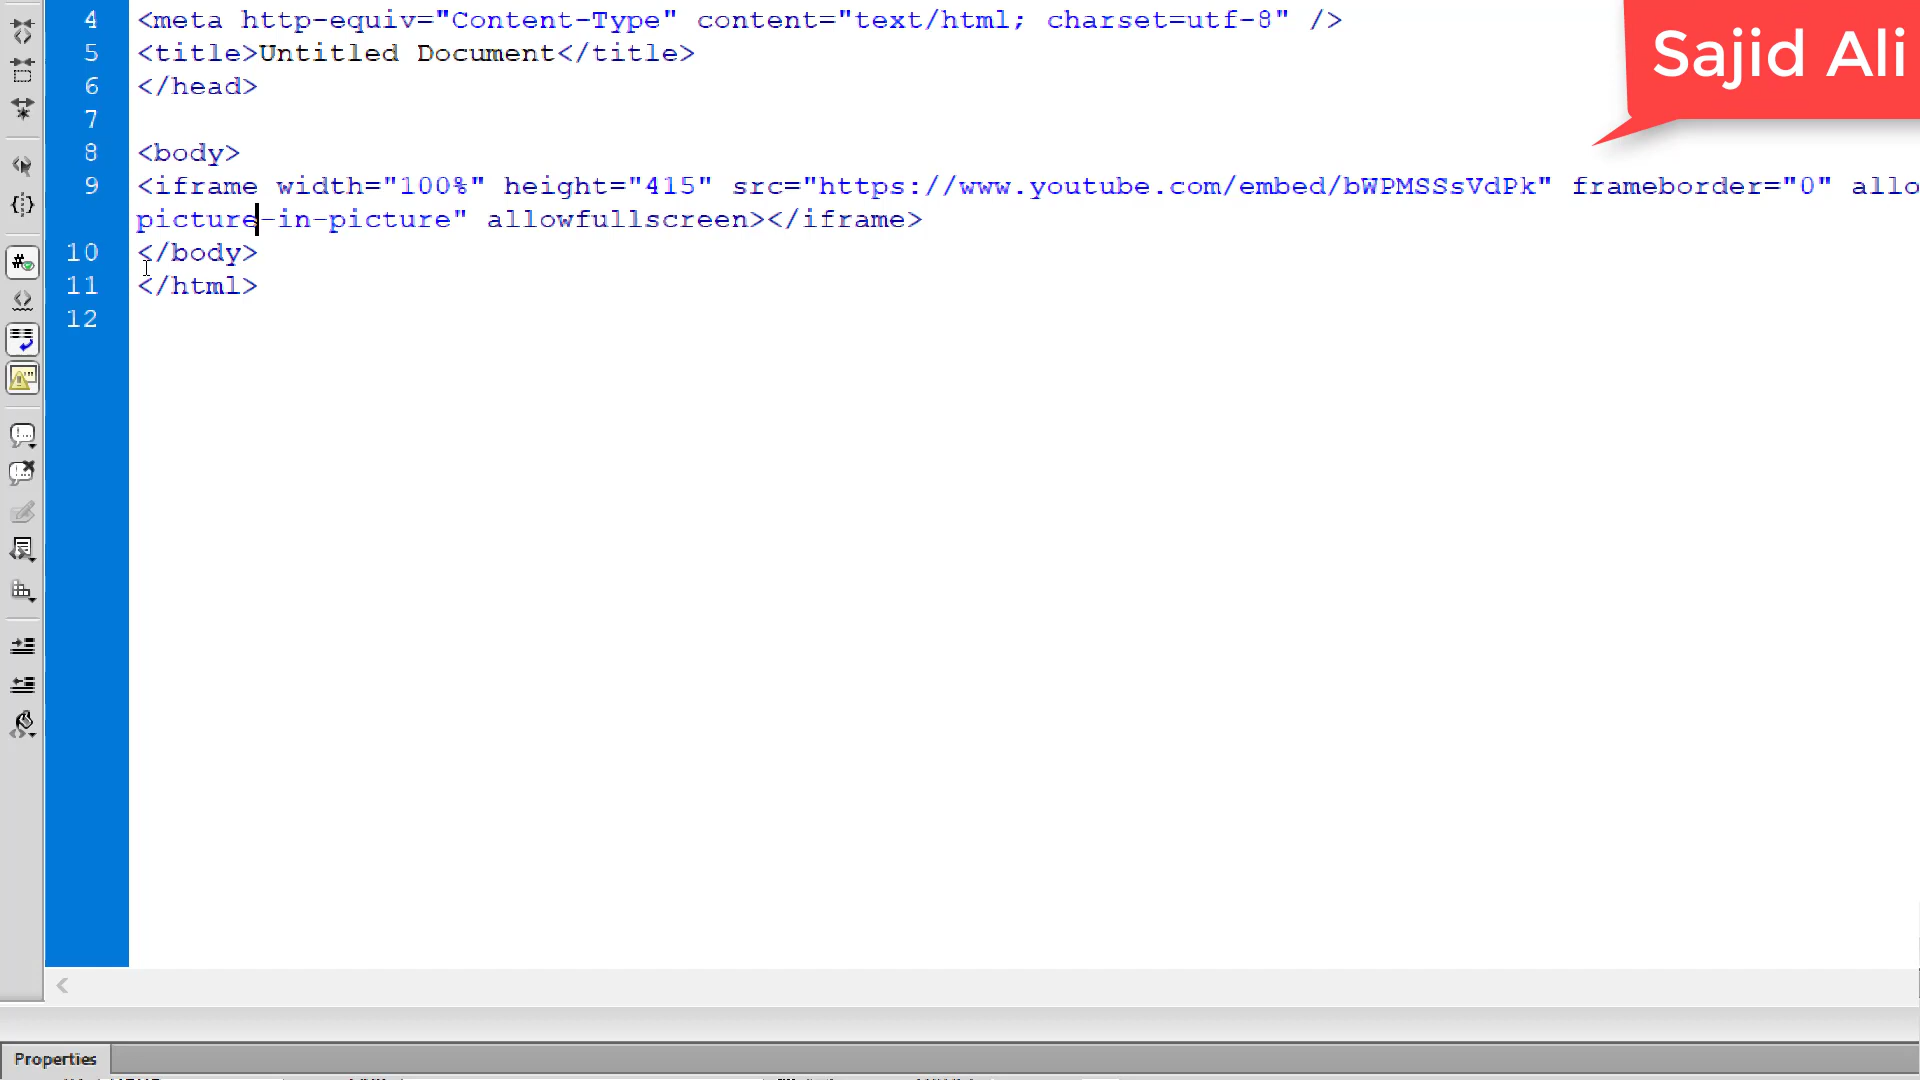 Sajid Ali
4 <meta http-equiv="Content-Type" content="text/html; charset=utf-8" />
5 <title>Untitled Document</title>
6 </head>
7
8 <body>
9 <iframe width="100%" height="415" src="https://www.youtube.com/embed/bWPMSSsVdPk" frameborder="0" allo
picture-in-picture" allowfullscreen></iframe>
10 </body>
11 </html>
12
Properties